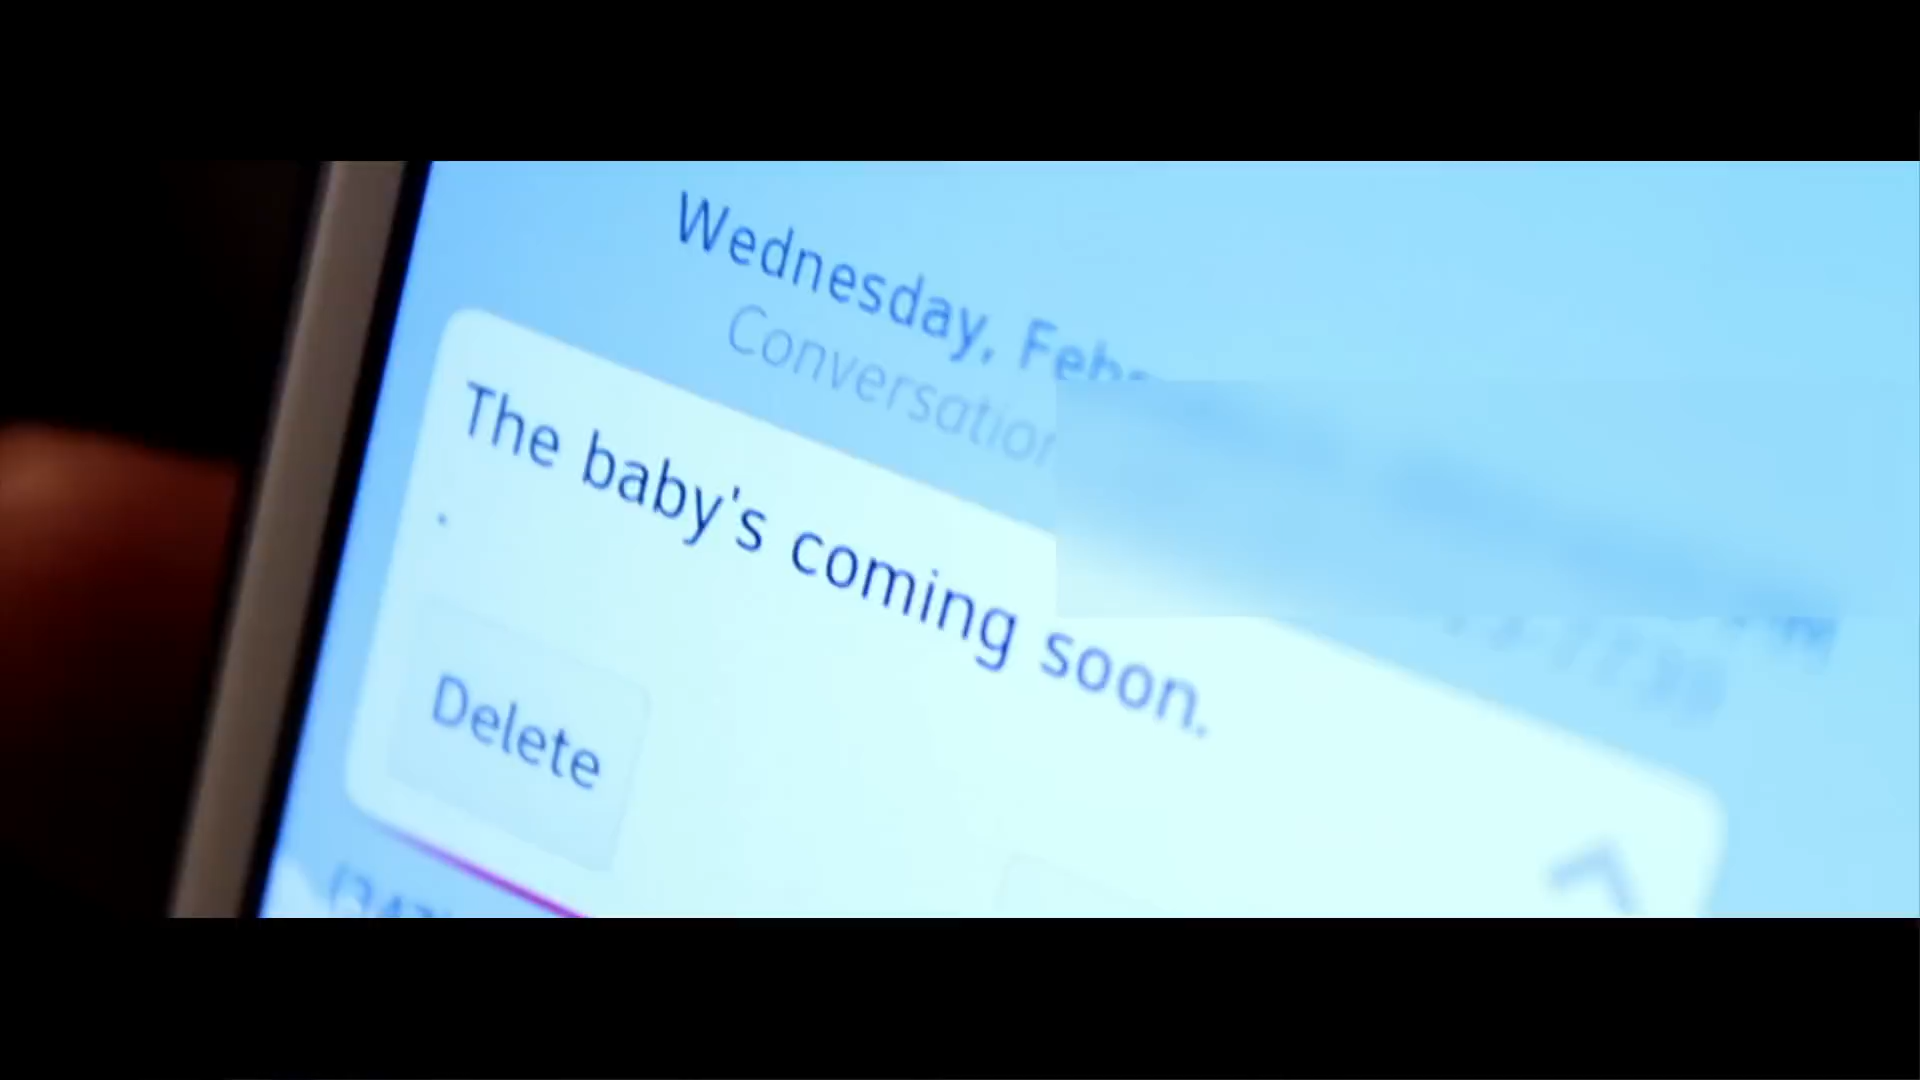 Wednesday,
Conversation
The baby's coming soon.
.
Delete